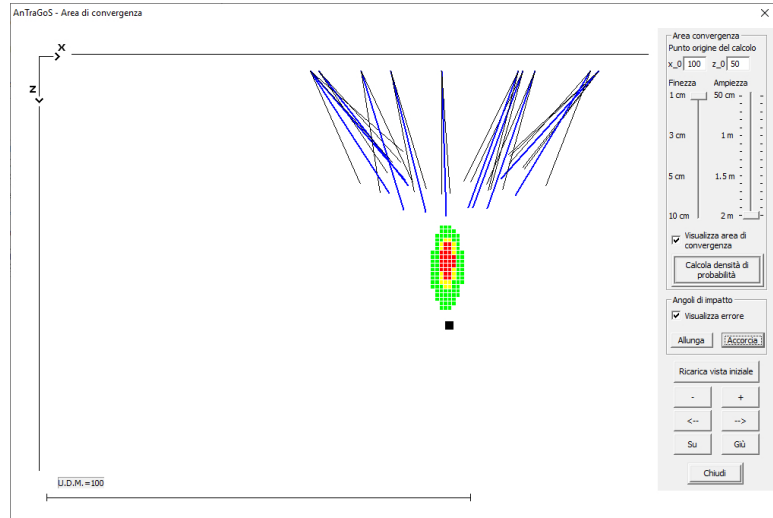 AnTraGoS - Area di convergenza
X
Z
U.D.M.=100
Area convergenza
Punto origine del calcolo
x_0 100 z_0 50
Finezza Ampiezza
1 cm 50 cm
3 cm 1 m
5 cm 1.5 m
10 cm 2 m
Visualizza area di
convergenza
Calcola densità di
probabilità
Angoli di impatto
Visualizza errore
Allunga Accorcia
Ricarica vista iniziale
- +
<-- -->
Su Giù
Chiudi